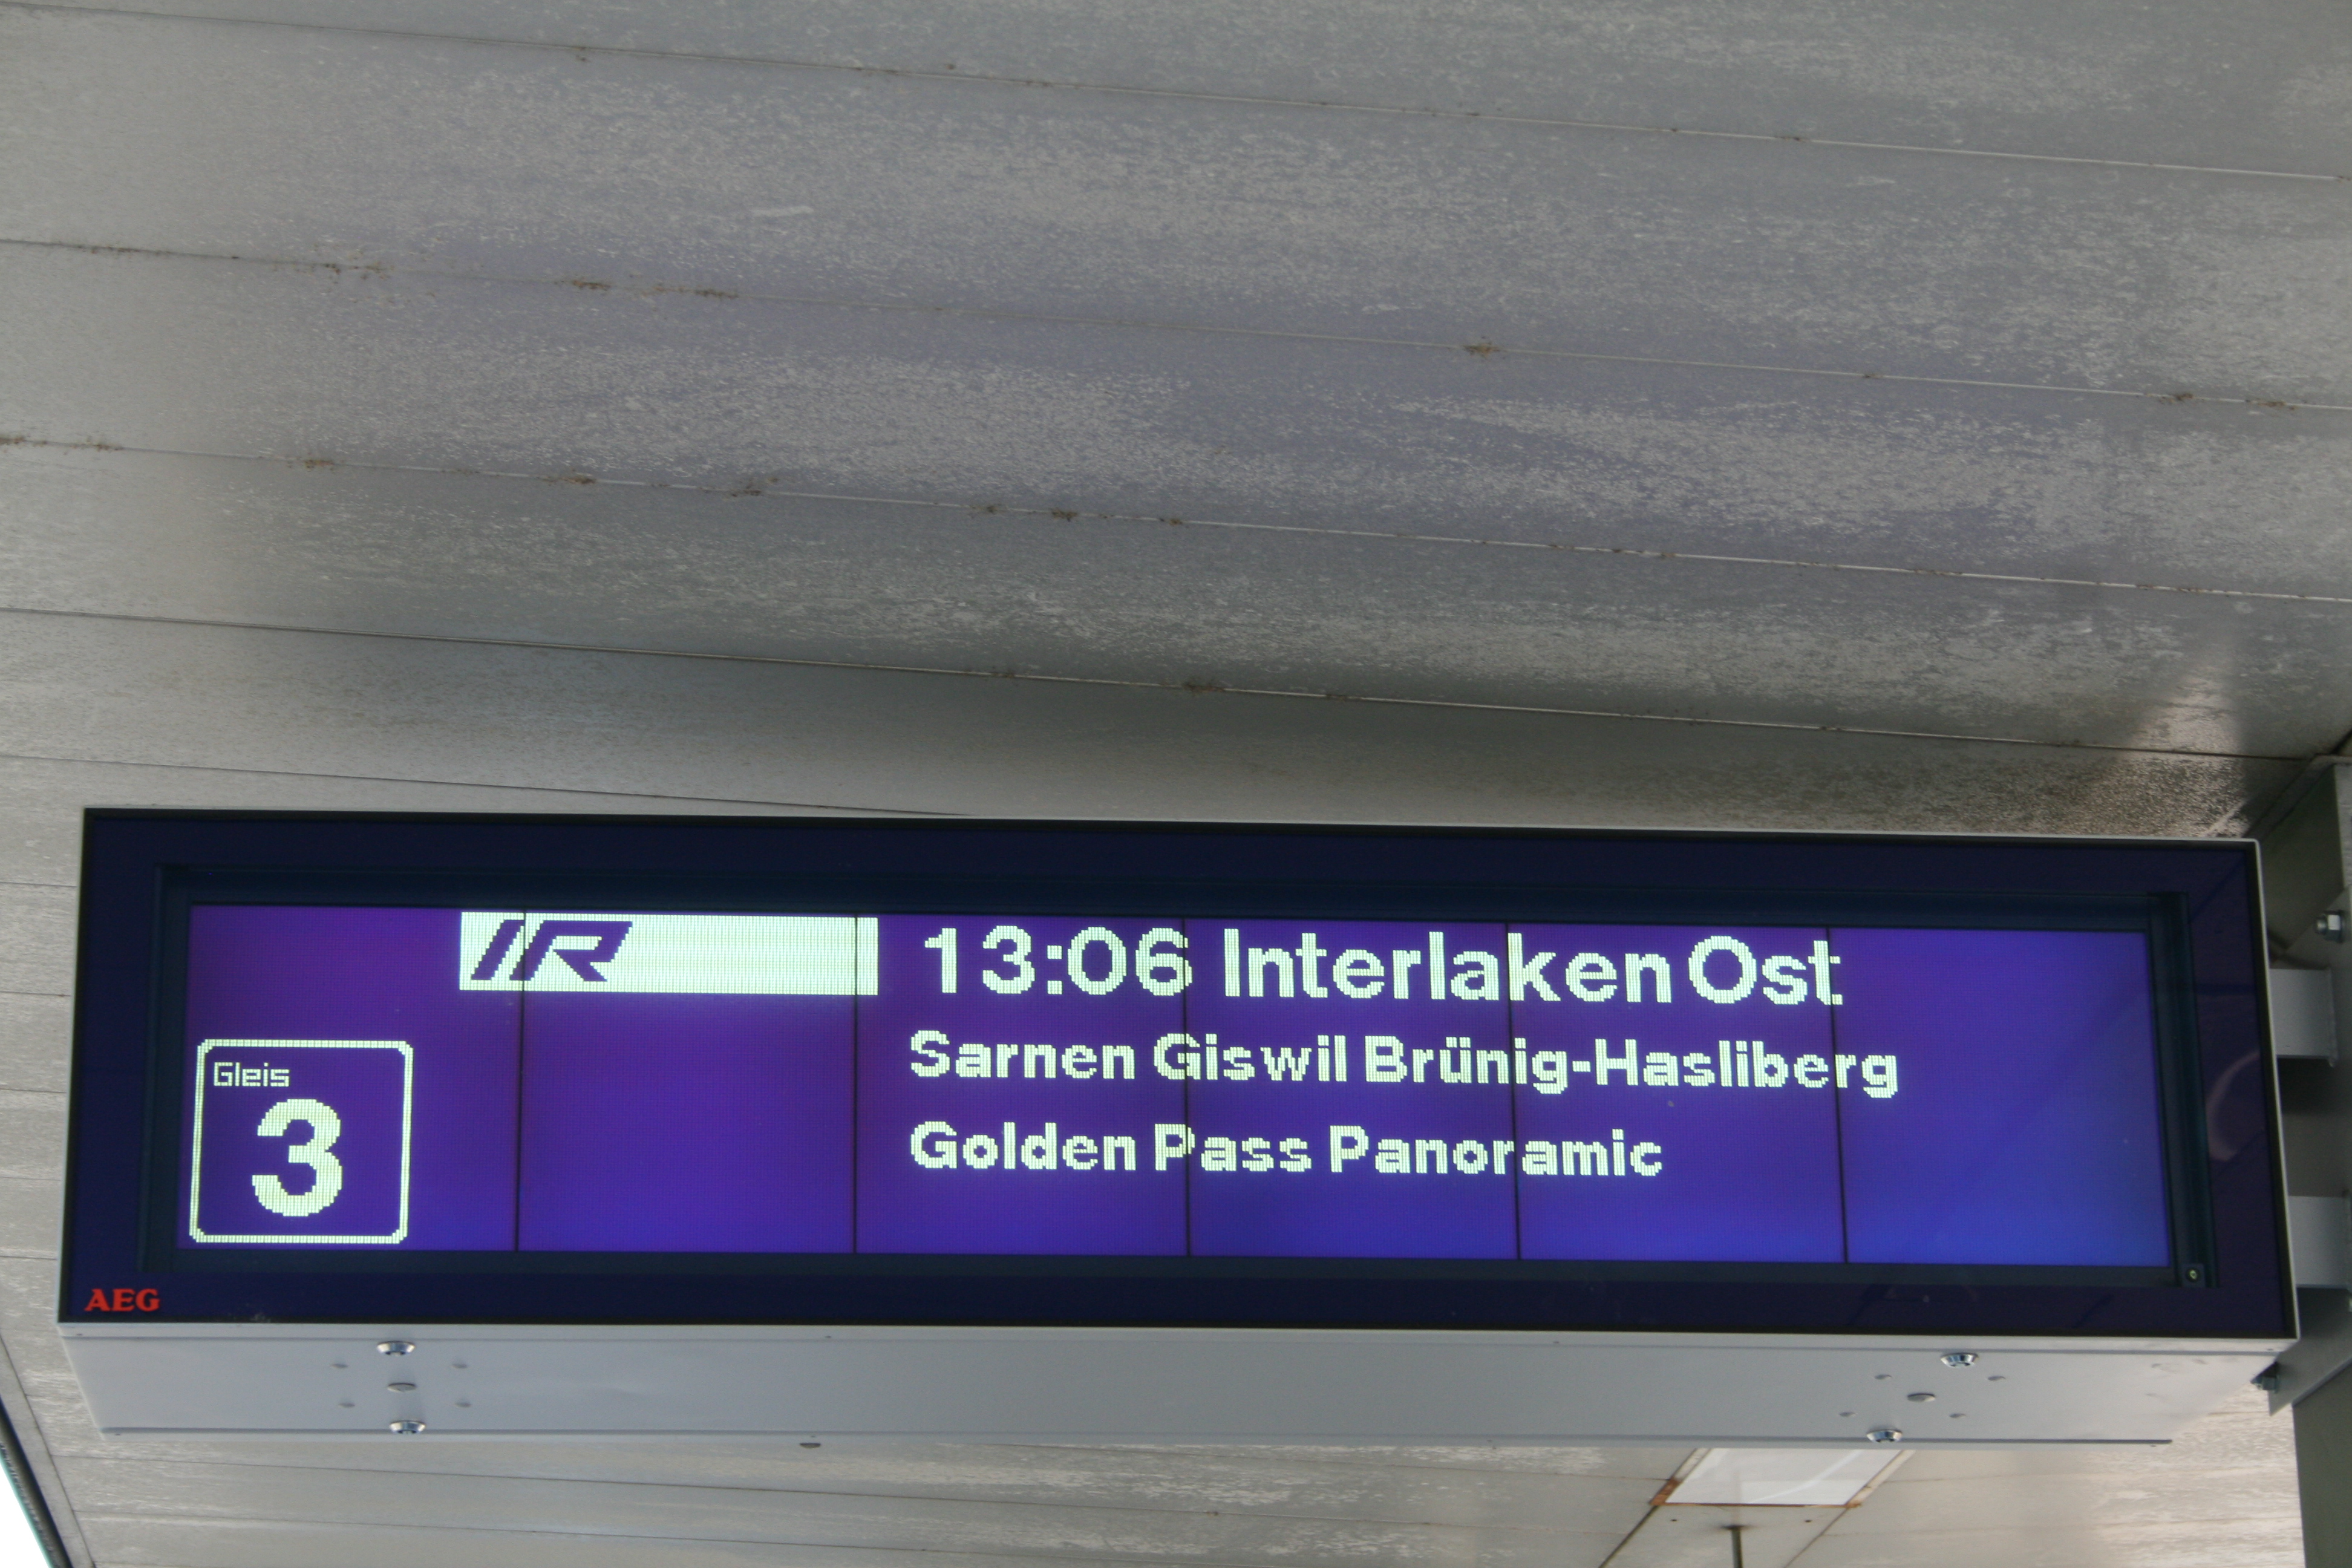 IR 13:06 Interlaken Ost
Sarnen Giswil Brünig-Hasliberg
Golden Pass Panoramic
Gleis
3
AEG